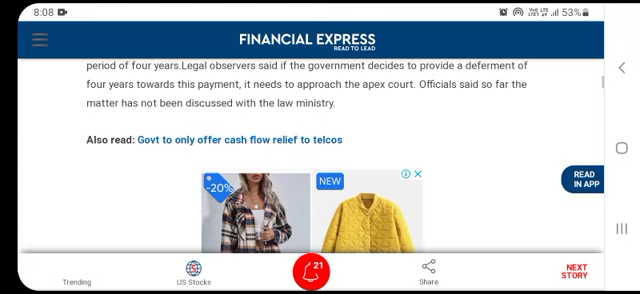 8:08 53%
FINANCIAL EXPRESS
READ TO LEAD
period of four years.Legal observers said if the government decides to provide a deferment of
four years towards this payment, it needs to approach the apex court. Officials said so far the
matter has not been discussed with the law ministry.
Also read: Govt to only offer cash flow relief to telcos
-20% NEW
READ
IN APP
21
Trending US Stocks Share
NEXT
STORY